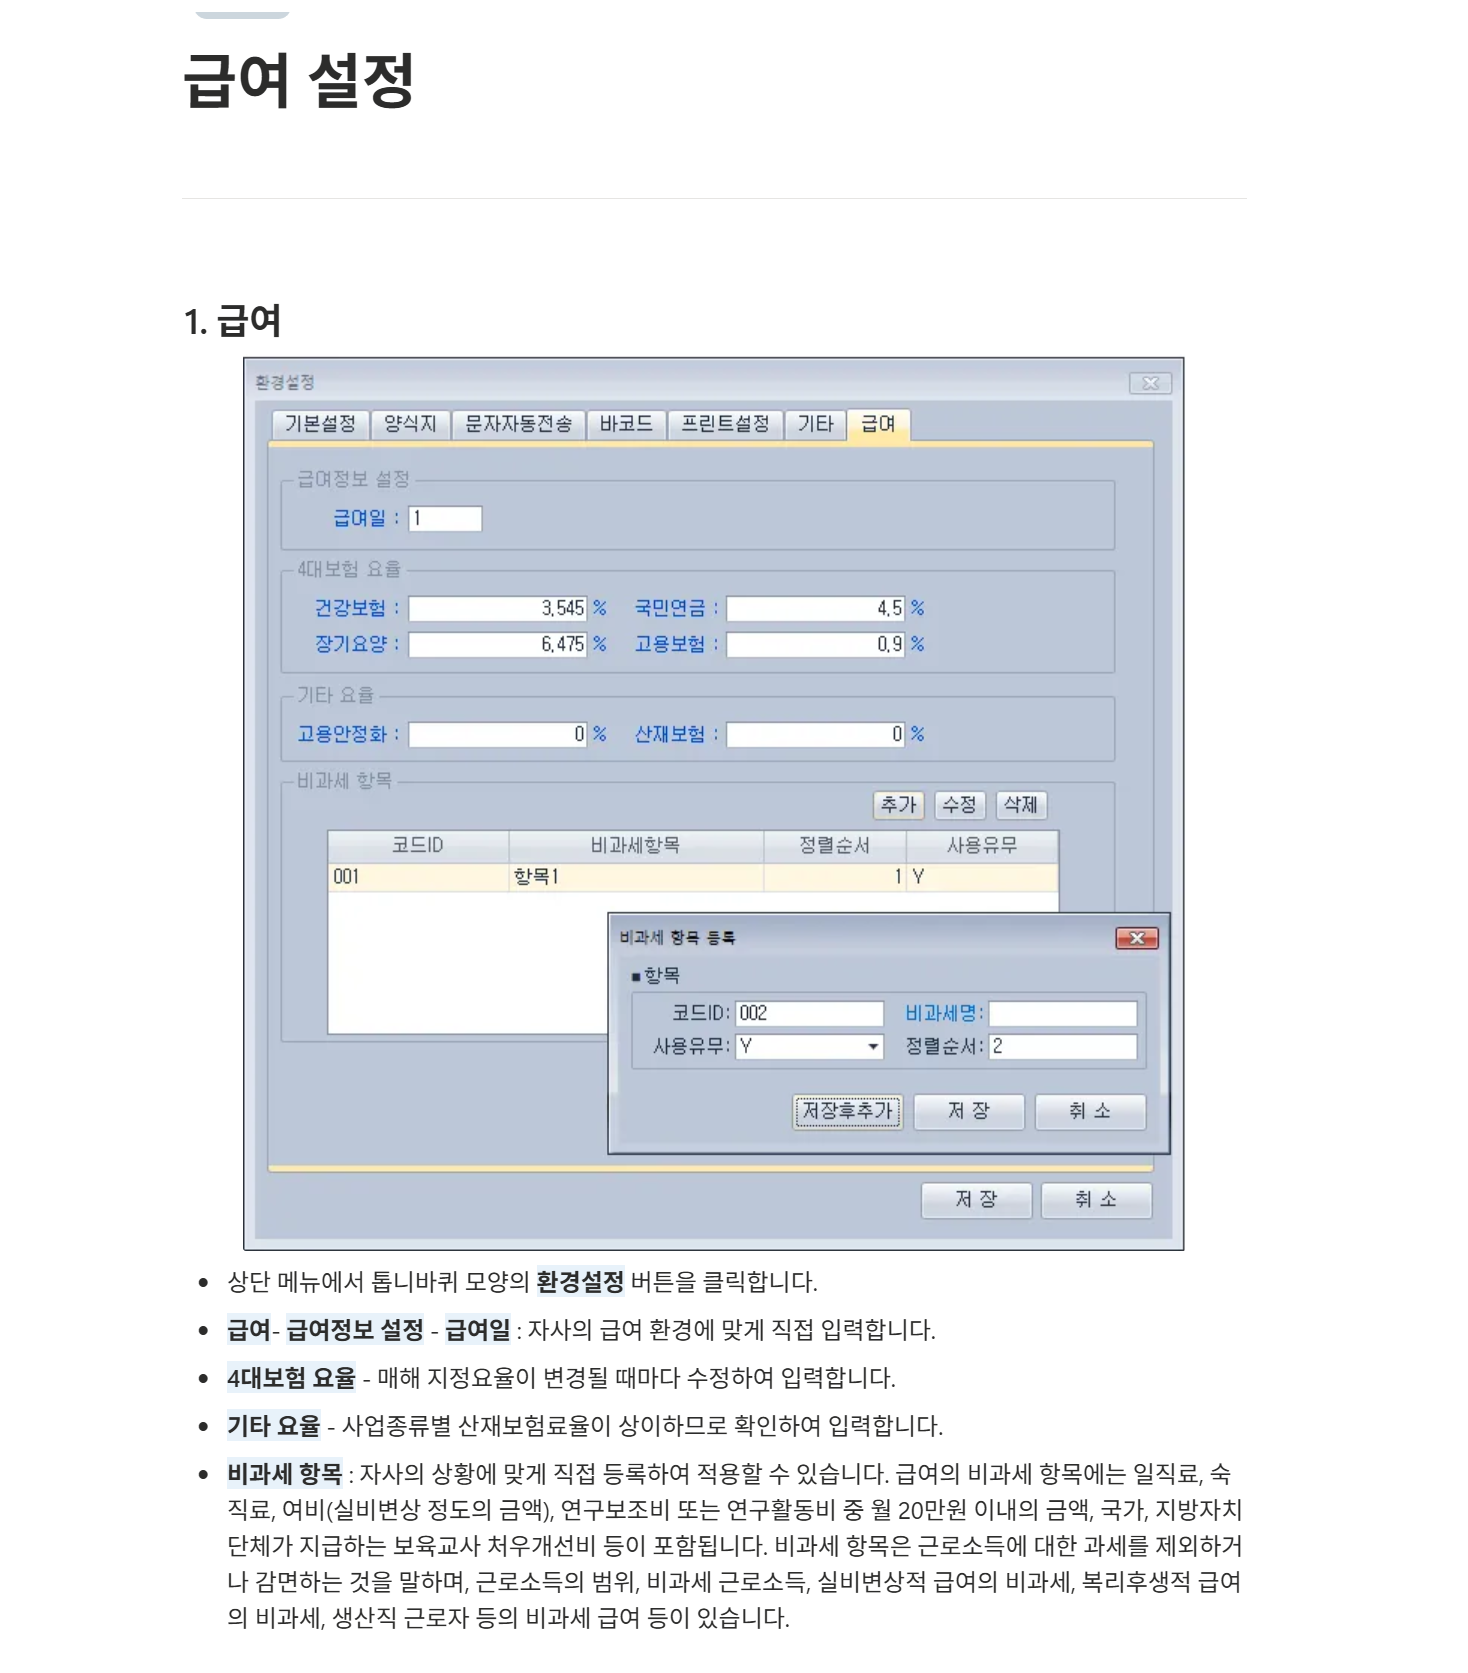 급여 설정
1. 급여
환경설정
기본설정 양식지 문자자동전송 바코드 프린트설정 기타 급여
급여정보 설정
급여일 : 1
4대보험 요율
건강보험 : 3.545 % 국민연금 : 4.5 %
장기요양 : 6.475 % 고용보험 : 0.9 %
기타 요율
고용안정화 : 0 % 산재보험 : 0 %
비과세 항목
추가 수정 삭제
코드ID 비과세항목 정렬순서 사용유무
001 항목1 1 Y
비과세 항목 등록
■ 항목
코드ID: 002 비과세명:
사용유무: Y 정렬순서: 2
저장후추가 저 장 취 소
저 장 취 소
• 상단 메뉴에서 톱니바퀴 모양의 환경설정 버튼을 클릭합니다.
• 급여- 급여정보 설정 - 급여일 : 자사의 급여 환경에 맞게 직접 입력합니다.
• 4대보험 요율 - 매해 지정요율이 변경될 때마다 수정하여 입력합니다.
• 기타 요율 - 사업종류별 산재보험료율이 상이하므로 확인하여 입력합니다.
• 비과세 항목 : 자사의 상황에 맞게 직접 등록하여 적용할 수 있습니다. 급여의 비과세 항목에는 일직료, 숙
직료, 여비(실비변상 정도의 금액), 연구보조비 또는 연구활동비 중 월 20만원 이내의 금액, 국가, 지방자치
단체가 지급하는 보육교사 처우개선비 등이 포함됩니다. 비과세 항목은 근로소득에 대한 과세를 제외하거
나 감면하는 것을 말하며, 근로소득의 범위, 비과세 근로소득, 실비변상적 급여의 비과세, 복리후생적 급여
의 비과세, 생산직 근로자 등의 비과세 급여 등이 있습니다.